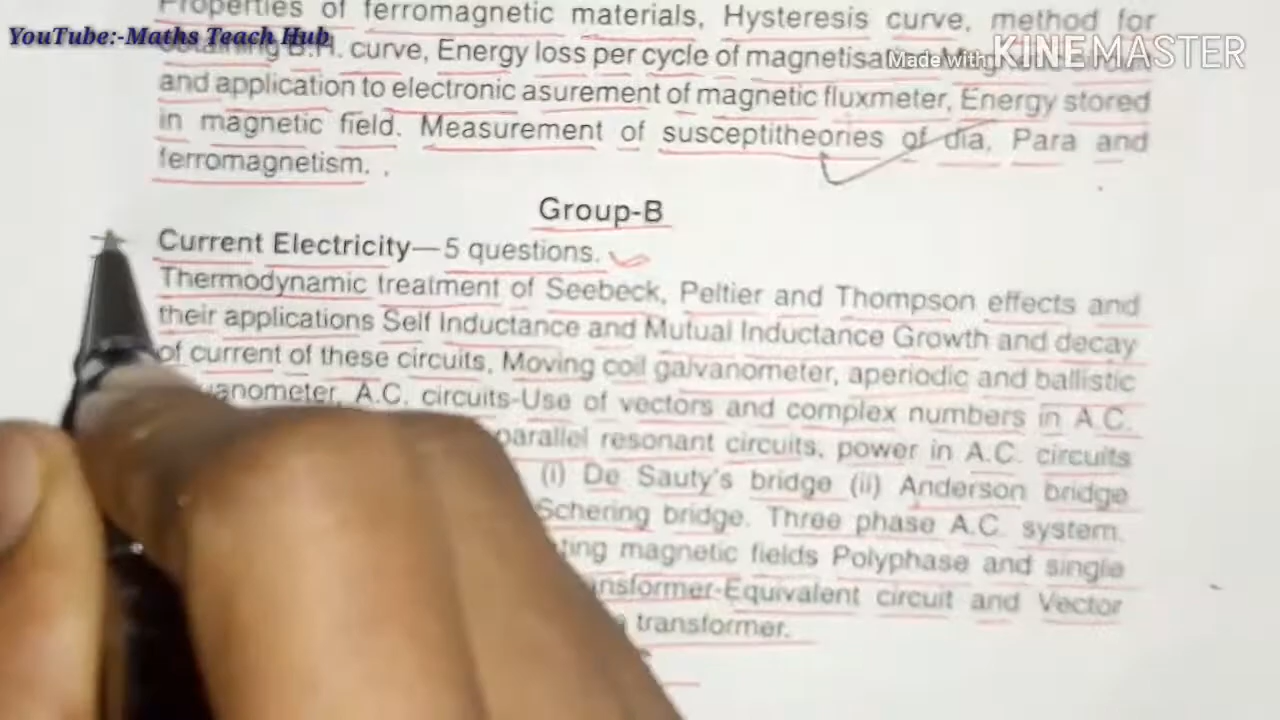 Properties of ferromagnetic materials, Hysteresis curve, method for
YouTube:-Maths Teach Hub
B.H. curve, Energy loss per cycle of
Made with KINEMASTER
and application to electronic asurement of magnetic fluxmeter, Energy stored
in magnetic field. Measurement of susceptitheories of dia, Para and
ferromagnetism. .
Group-B
Current Electricity—5 questions.
Thermodynamic treatment of Seebeck, Peltier and Thompson effects and
their applications Self Inductance and Mutual Inductance Growth and decay
of current of these circuits, Moving coil galvanometer, aperiodic and ballistic
A.C. circuits-Use of vectors and complex numbers in A.C.
parallel resonant circuits, power in A.C. circuits
(i) De Sauty's bridge (ii) Anderson bridge
Schering bridge. Three phase A.C. system.
magnetic fields Polyphase and single
Equivalent circuit and Vector
transformer.